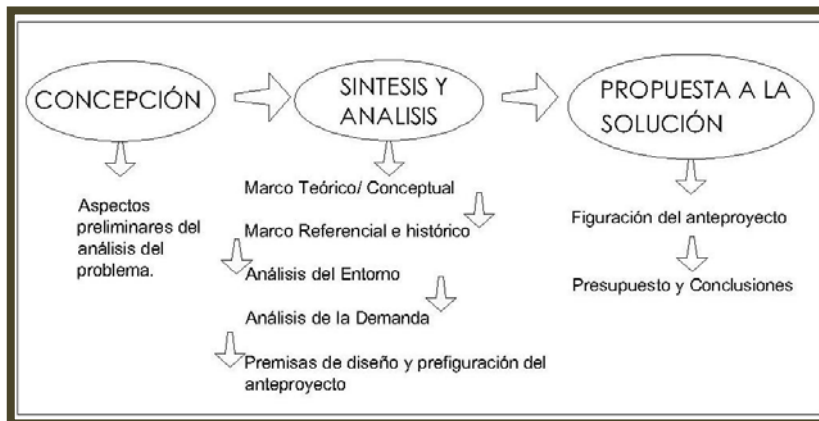 CONCEPCIÓN
Aspectos
preliminares del
análisis del
problema.
SINTESIS Y
ANALISIS
Marco Teórico/ Conceptual
Marco Referencial e histórico
Análisis del Entorno
Análisis de la Demanda
Premisas de diseño y prefiguración del
anteproyecto
PROPUESTA A LA
SOLUCIÓN
Figuración del anteproyecto
Presupuesto y Conclusiones